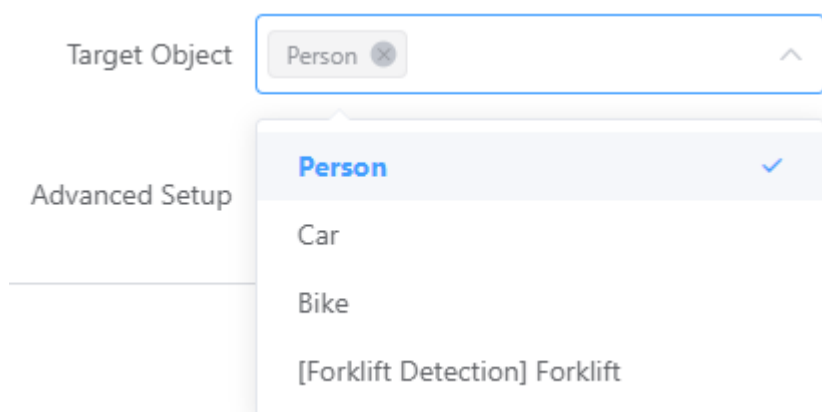 Target Object Person
Person
Advanced Setup
Car
Bike
[Forklift Detection] Forklift